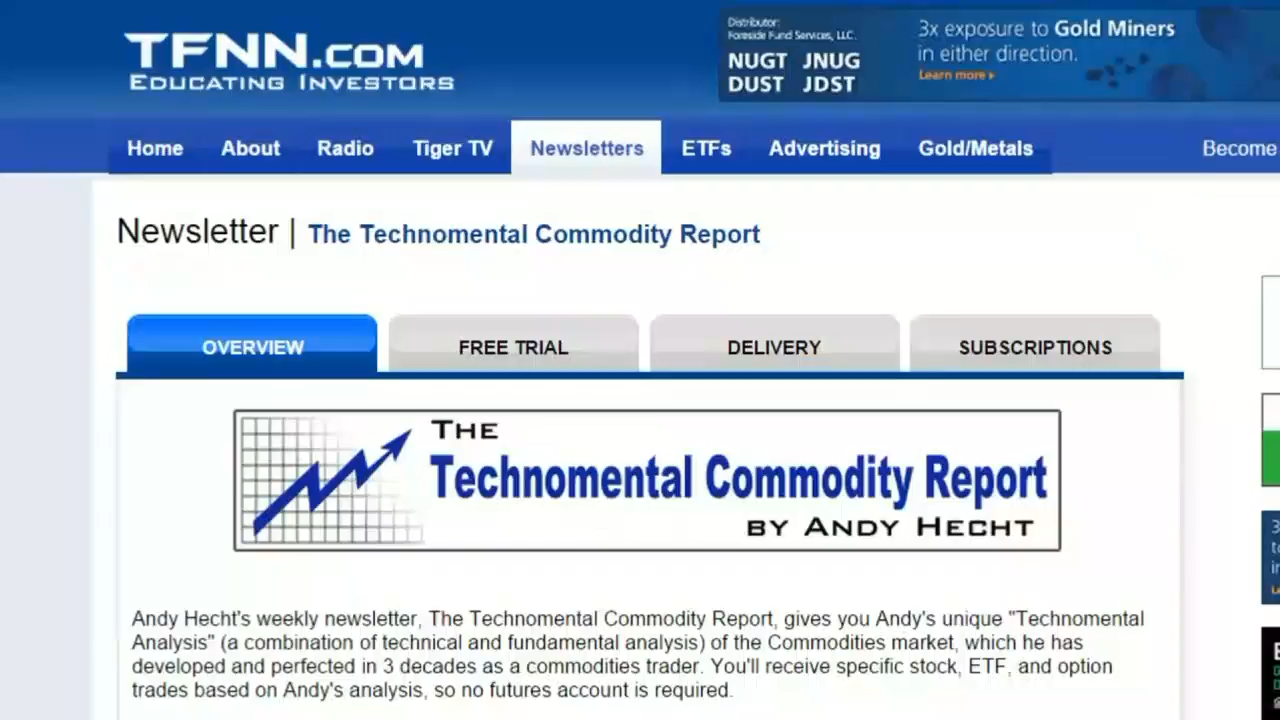 TFNN.COM
EDUCATING INVESTORS
Distributor:
Foreside Fund Services, LLC.
NUGT JNUG
DUST JDST
3x exposure to Gold Miners
in either direction.
Learn more
Home About Radio Tiger TV Newsletters ETFs Advertising Gold/Metals Become
Newsletter | The Technomental Commodity Report
OVERVIEW FREE TRIAL DELIVERY SUBSCRIPTIONS
THE
Technomental Commodity Report
BY ANDY HECHT
Andy Hecht's weekly newsletter, The Technomental Commodity Report, gives you Andy's unique "Technomental
Analysis" (a combination of technical and fundamental analysis) of the Commodities market, which he has
developed and perfected in 3 decades as a commodities trader. You'll receive specific stock, ETF, and option
trades based on Andy's analysis, so no futures account is required.